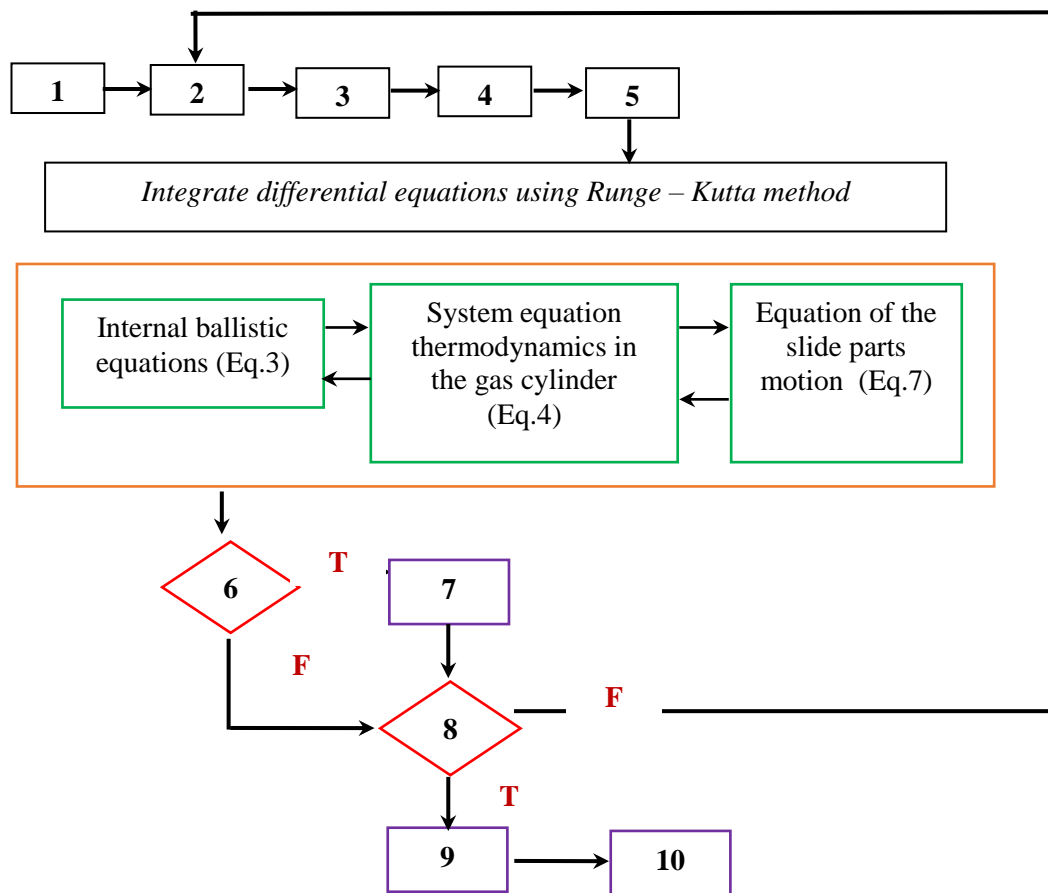 1
2
3
4
5
Integrate differential equations using Runge – Kutta method
Internal ballistic
equations (Eq.3)
System equation
thermodynamics in
the gas cylinder
(Eq.4)
Equation of the
slide parts
motion (Eq.7)
6
T
7
F
8
F
T
9
10